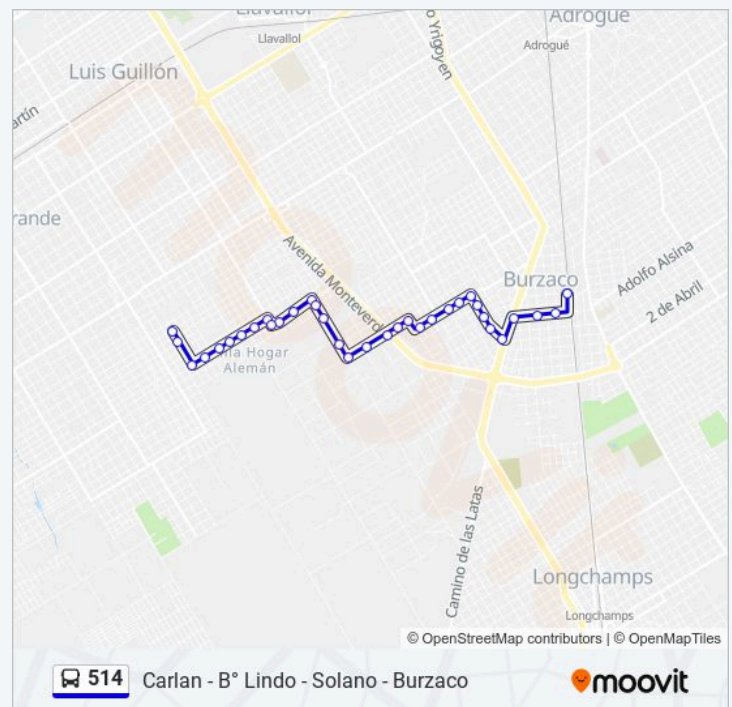 Llavallol
Adrogue
Llavallol
Adrogué
Luis Guillón
o Yrigoyen
artín
rande
Avenida Monteverde
Burzaco
Adolfo Alsina
2 de Abril
Hogar
Alemán
Camino de las Latas
Longchamps
Longchamps
© OpenStreetMap contributors | © OpenMapTiles
514 Carlan - B° Lindo - Solano - Burzaco
moovit